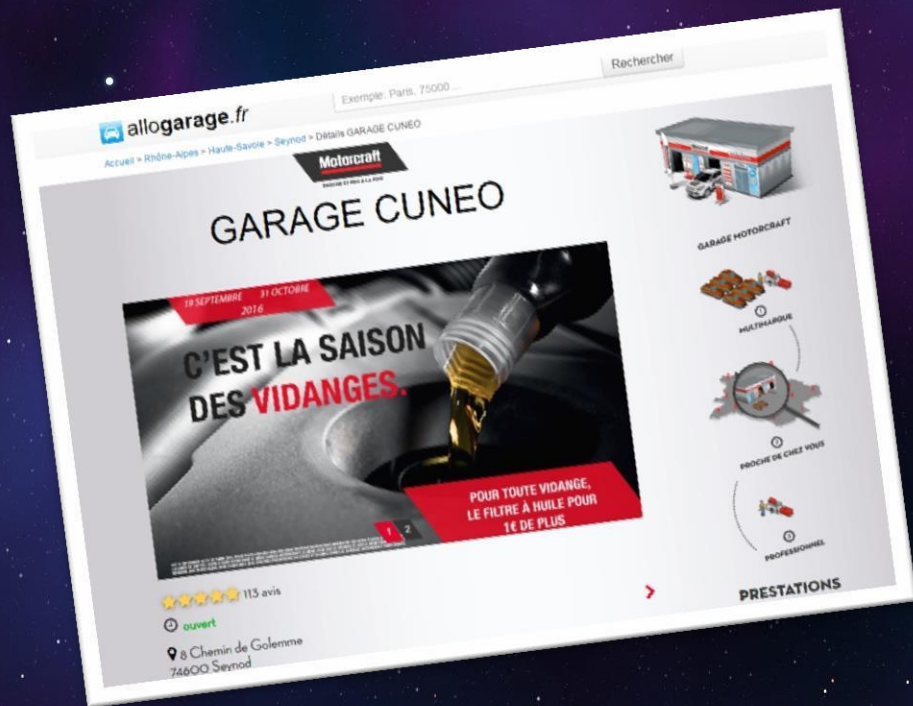 allogarage.fr
Exemple: Paris, 75000 ...
Rechercher
Accueil > Rhône-Alpes > Haute-Savoie > Seynod > Détails GARAGE CUNEO
Motorcraft
GARAGE CUNEO
19 SEPTEMBRE 31 OCTOBRE
2016
C'EST LA SAISON
DES VIDANGES.
POUR TOUTE VIDANGE,
LE FILTRE À HUILE POUR
1€ DE PLUS
1 2
113 avis
ouvert
8 Chemin de Golemme
74600 Seynod
GARAGE MOTORCRAFT
MULTIMARQUE
PROCHE DE CHEZ VOUS
PROFESSIONNEL
PRESTATIONS